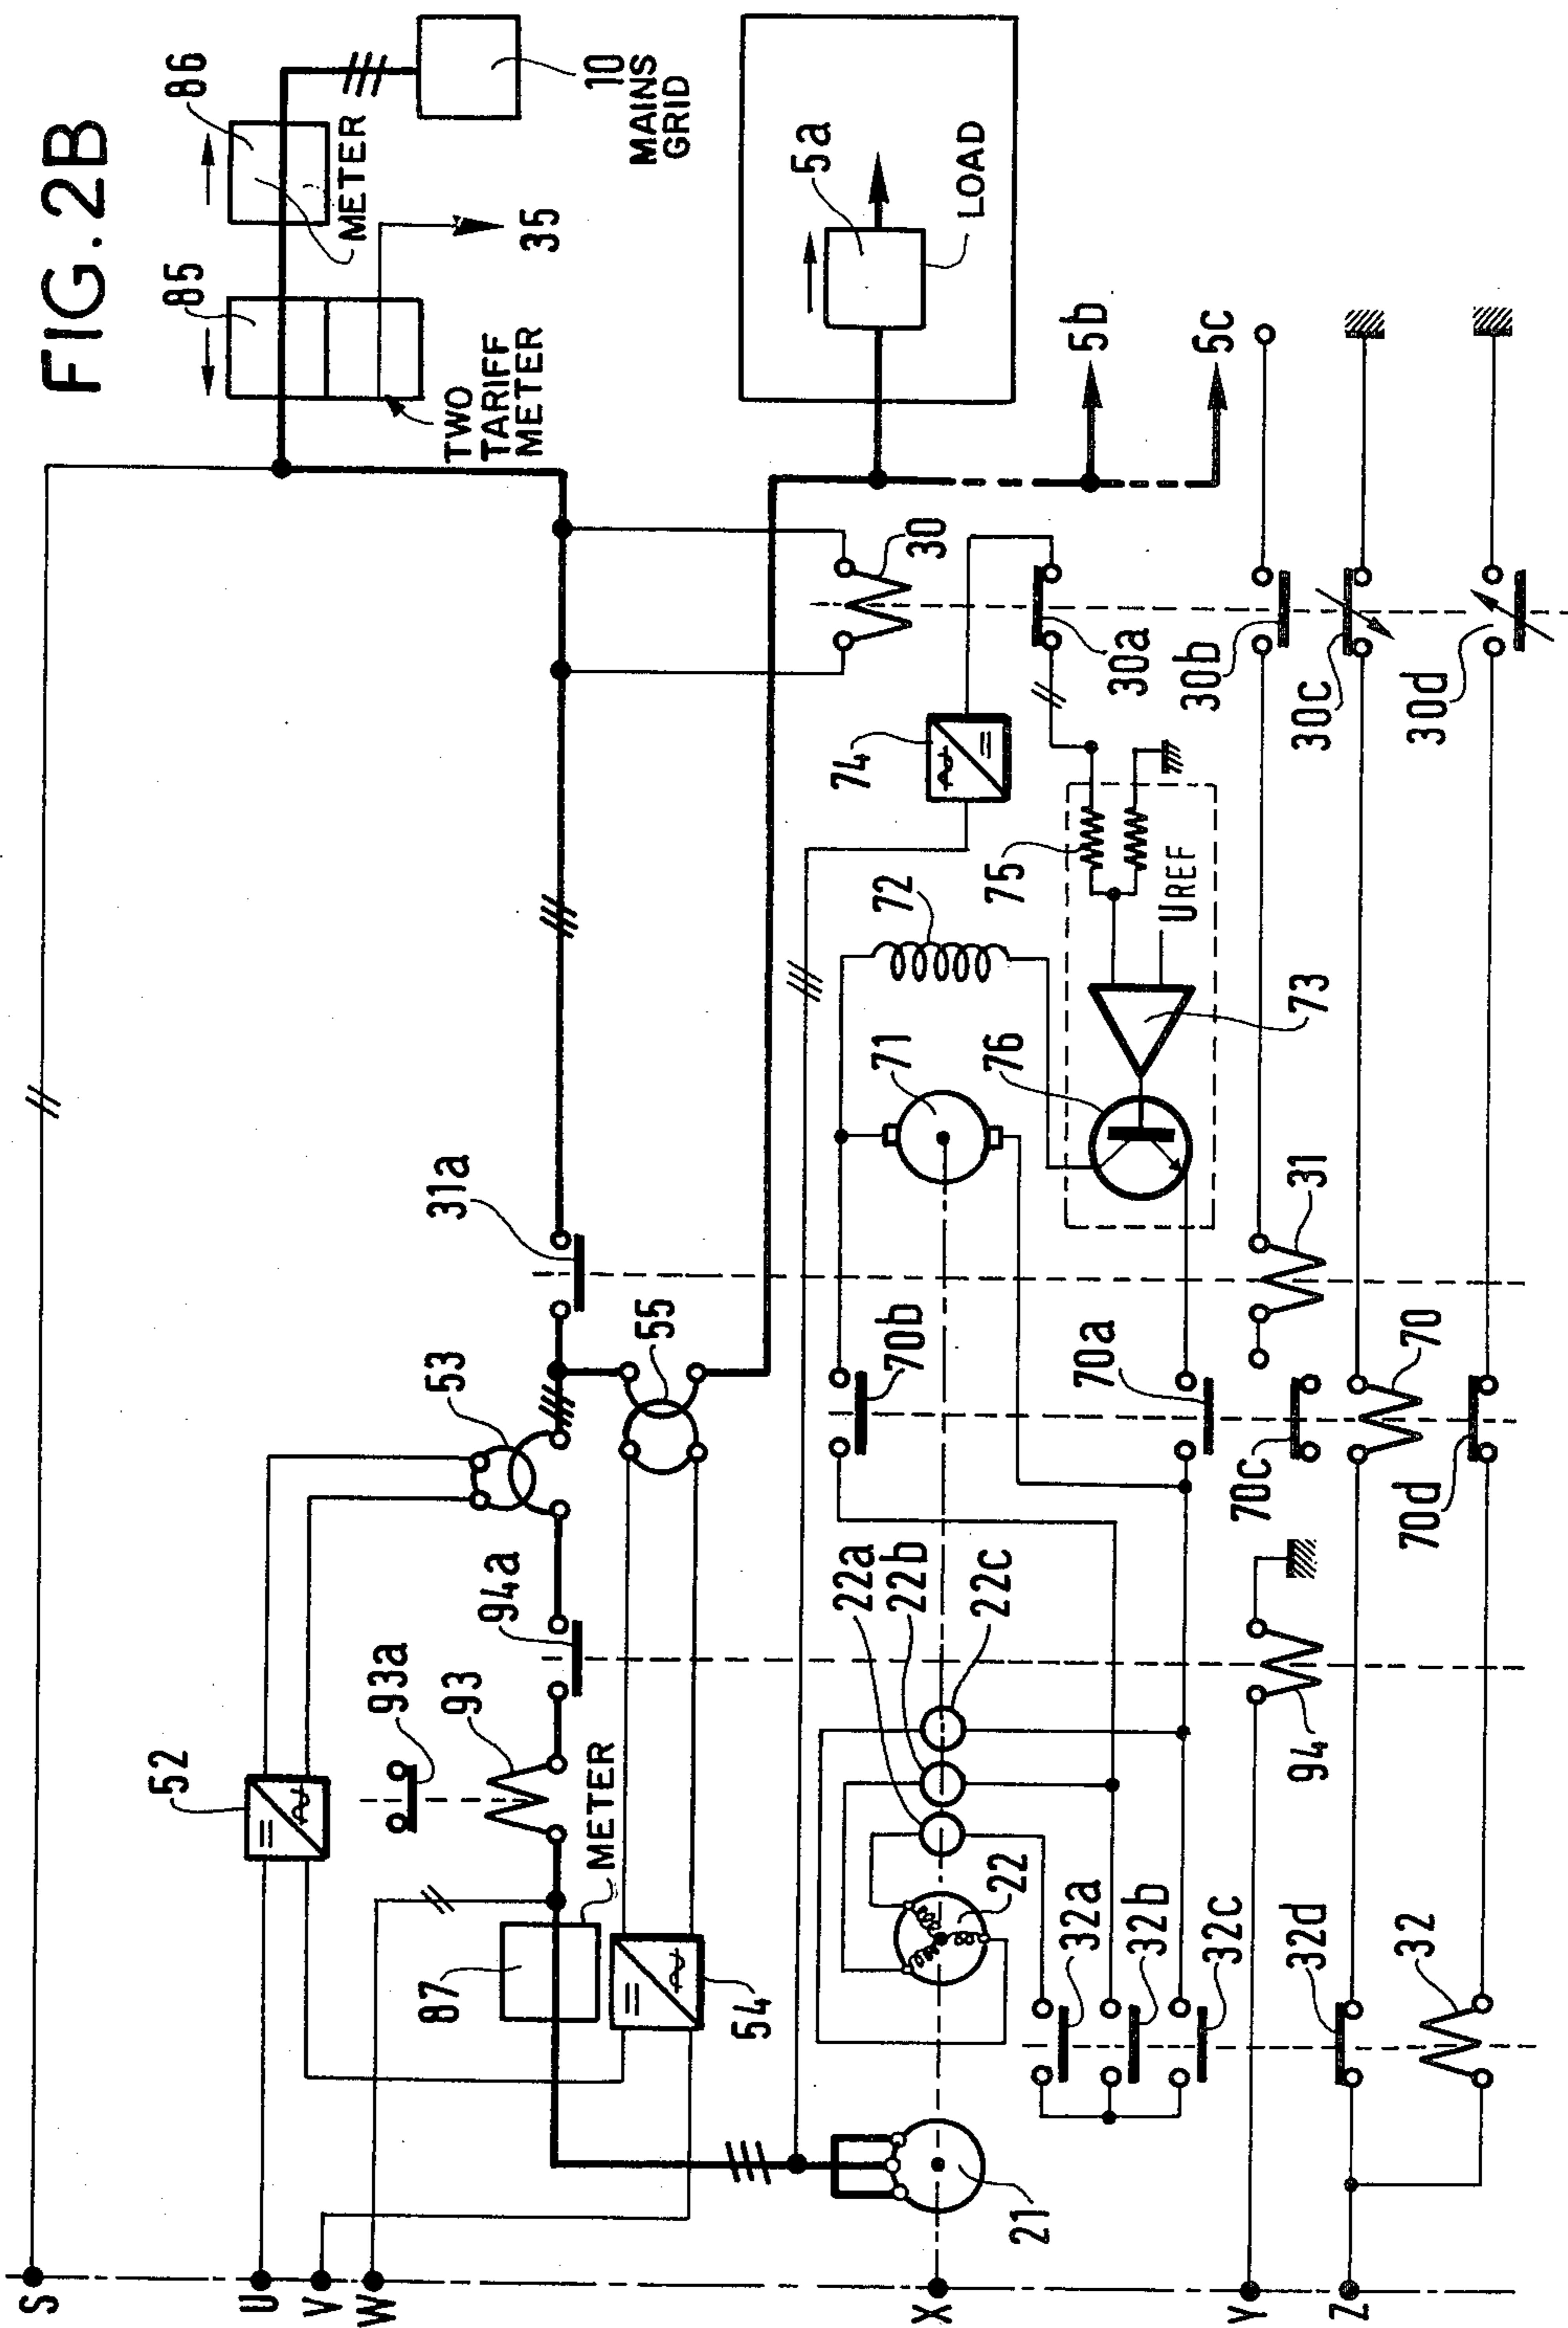 FIG. 2B
S
U
V
W
X
Y
Z
52
93a
93
87
METER
54
94a
53
55
31a
85
TWO
TARIFF
METER
86
METER
35
10
MAINS
GRID
5a
LOAD
5b
5c
30
30a
30b
30c
30d
74
75
UREF
72
73
71
76
31
70b
70a
70c
70
70d
22a
22b
22c
22
94
32a
32b
32c
32d
32
21